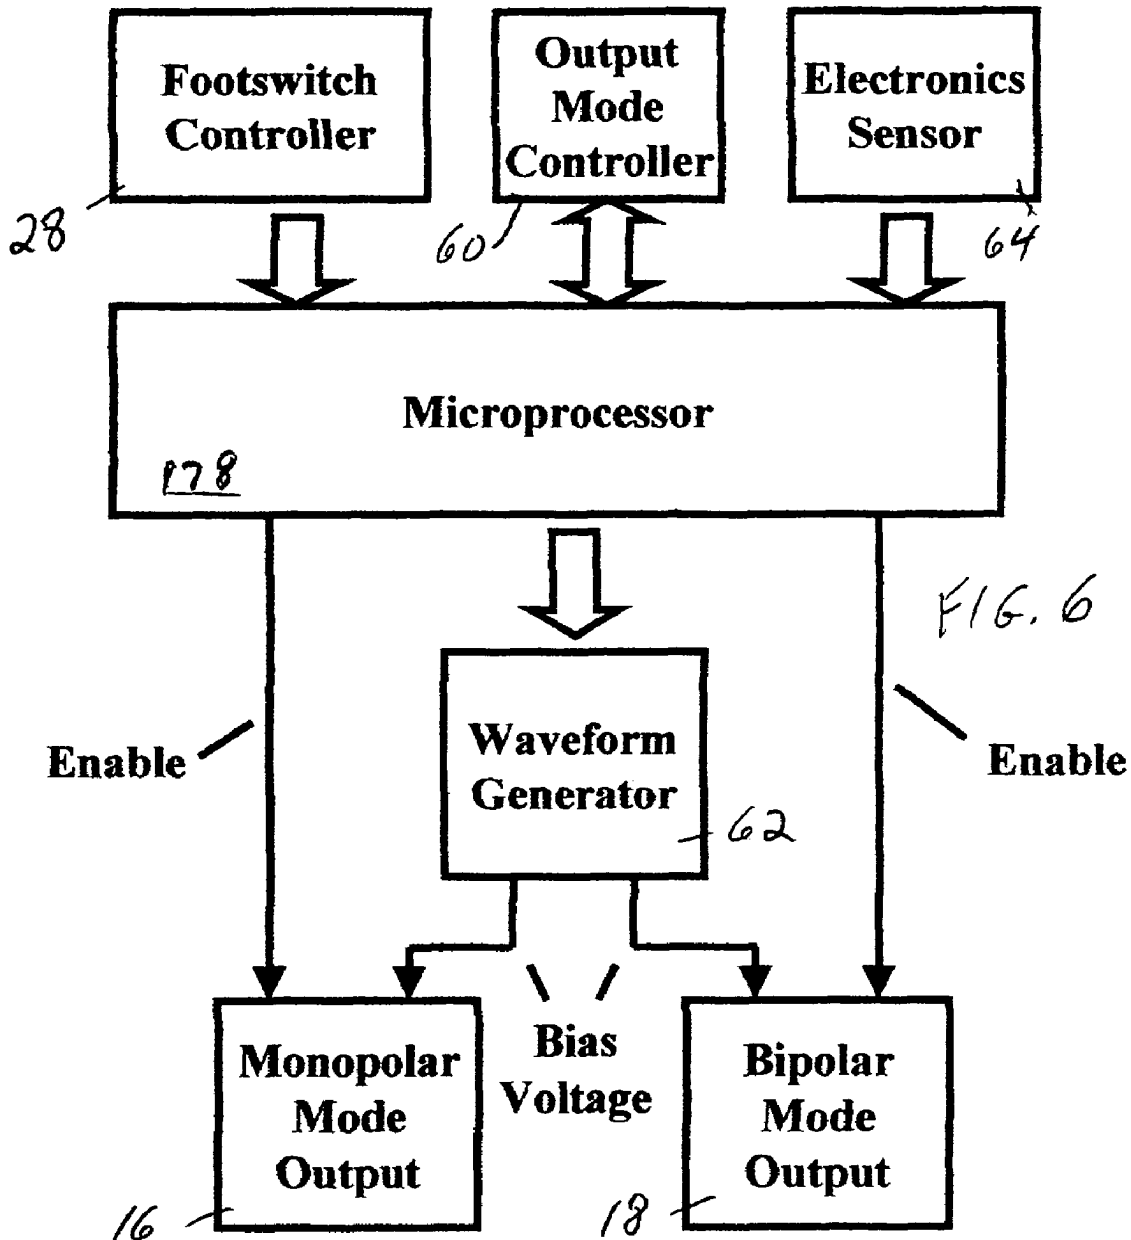 Footswitch
Controller
Output
Mode
Controller
Electronics
Sensor
28
60
64
Microprocessor
178
FIG. 6
Enable
Waveform
Generator
Enable
62
Monopolar
Mode
Output
Bias
Voltage
Bipolar
Mode
Output
16
18